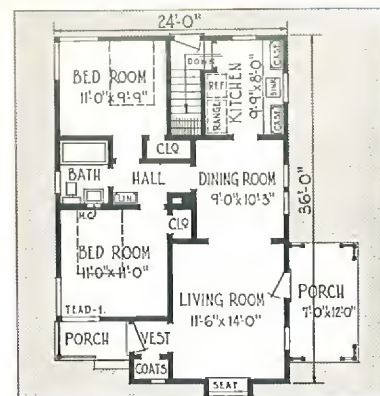 24'-0"
BED ROOM
11'-0"x9'-9"
DOWN
REF.
RANGE
KITCHEN
9'-9"x8'-0"
CASE
SINK
CASE
CLO
BATH
HALL
LIN.
DINING ROOM
9'-0"x10'-3"
36'-0"
M.C.
CLO
BED ROOM
11'-0"x11'-0"
TEAD-1.
LIVING ROOM
11'-6"x14'-0"
PORCH
7'-0"x12'-0"
PORCH
VEST
COATS
SEAT